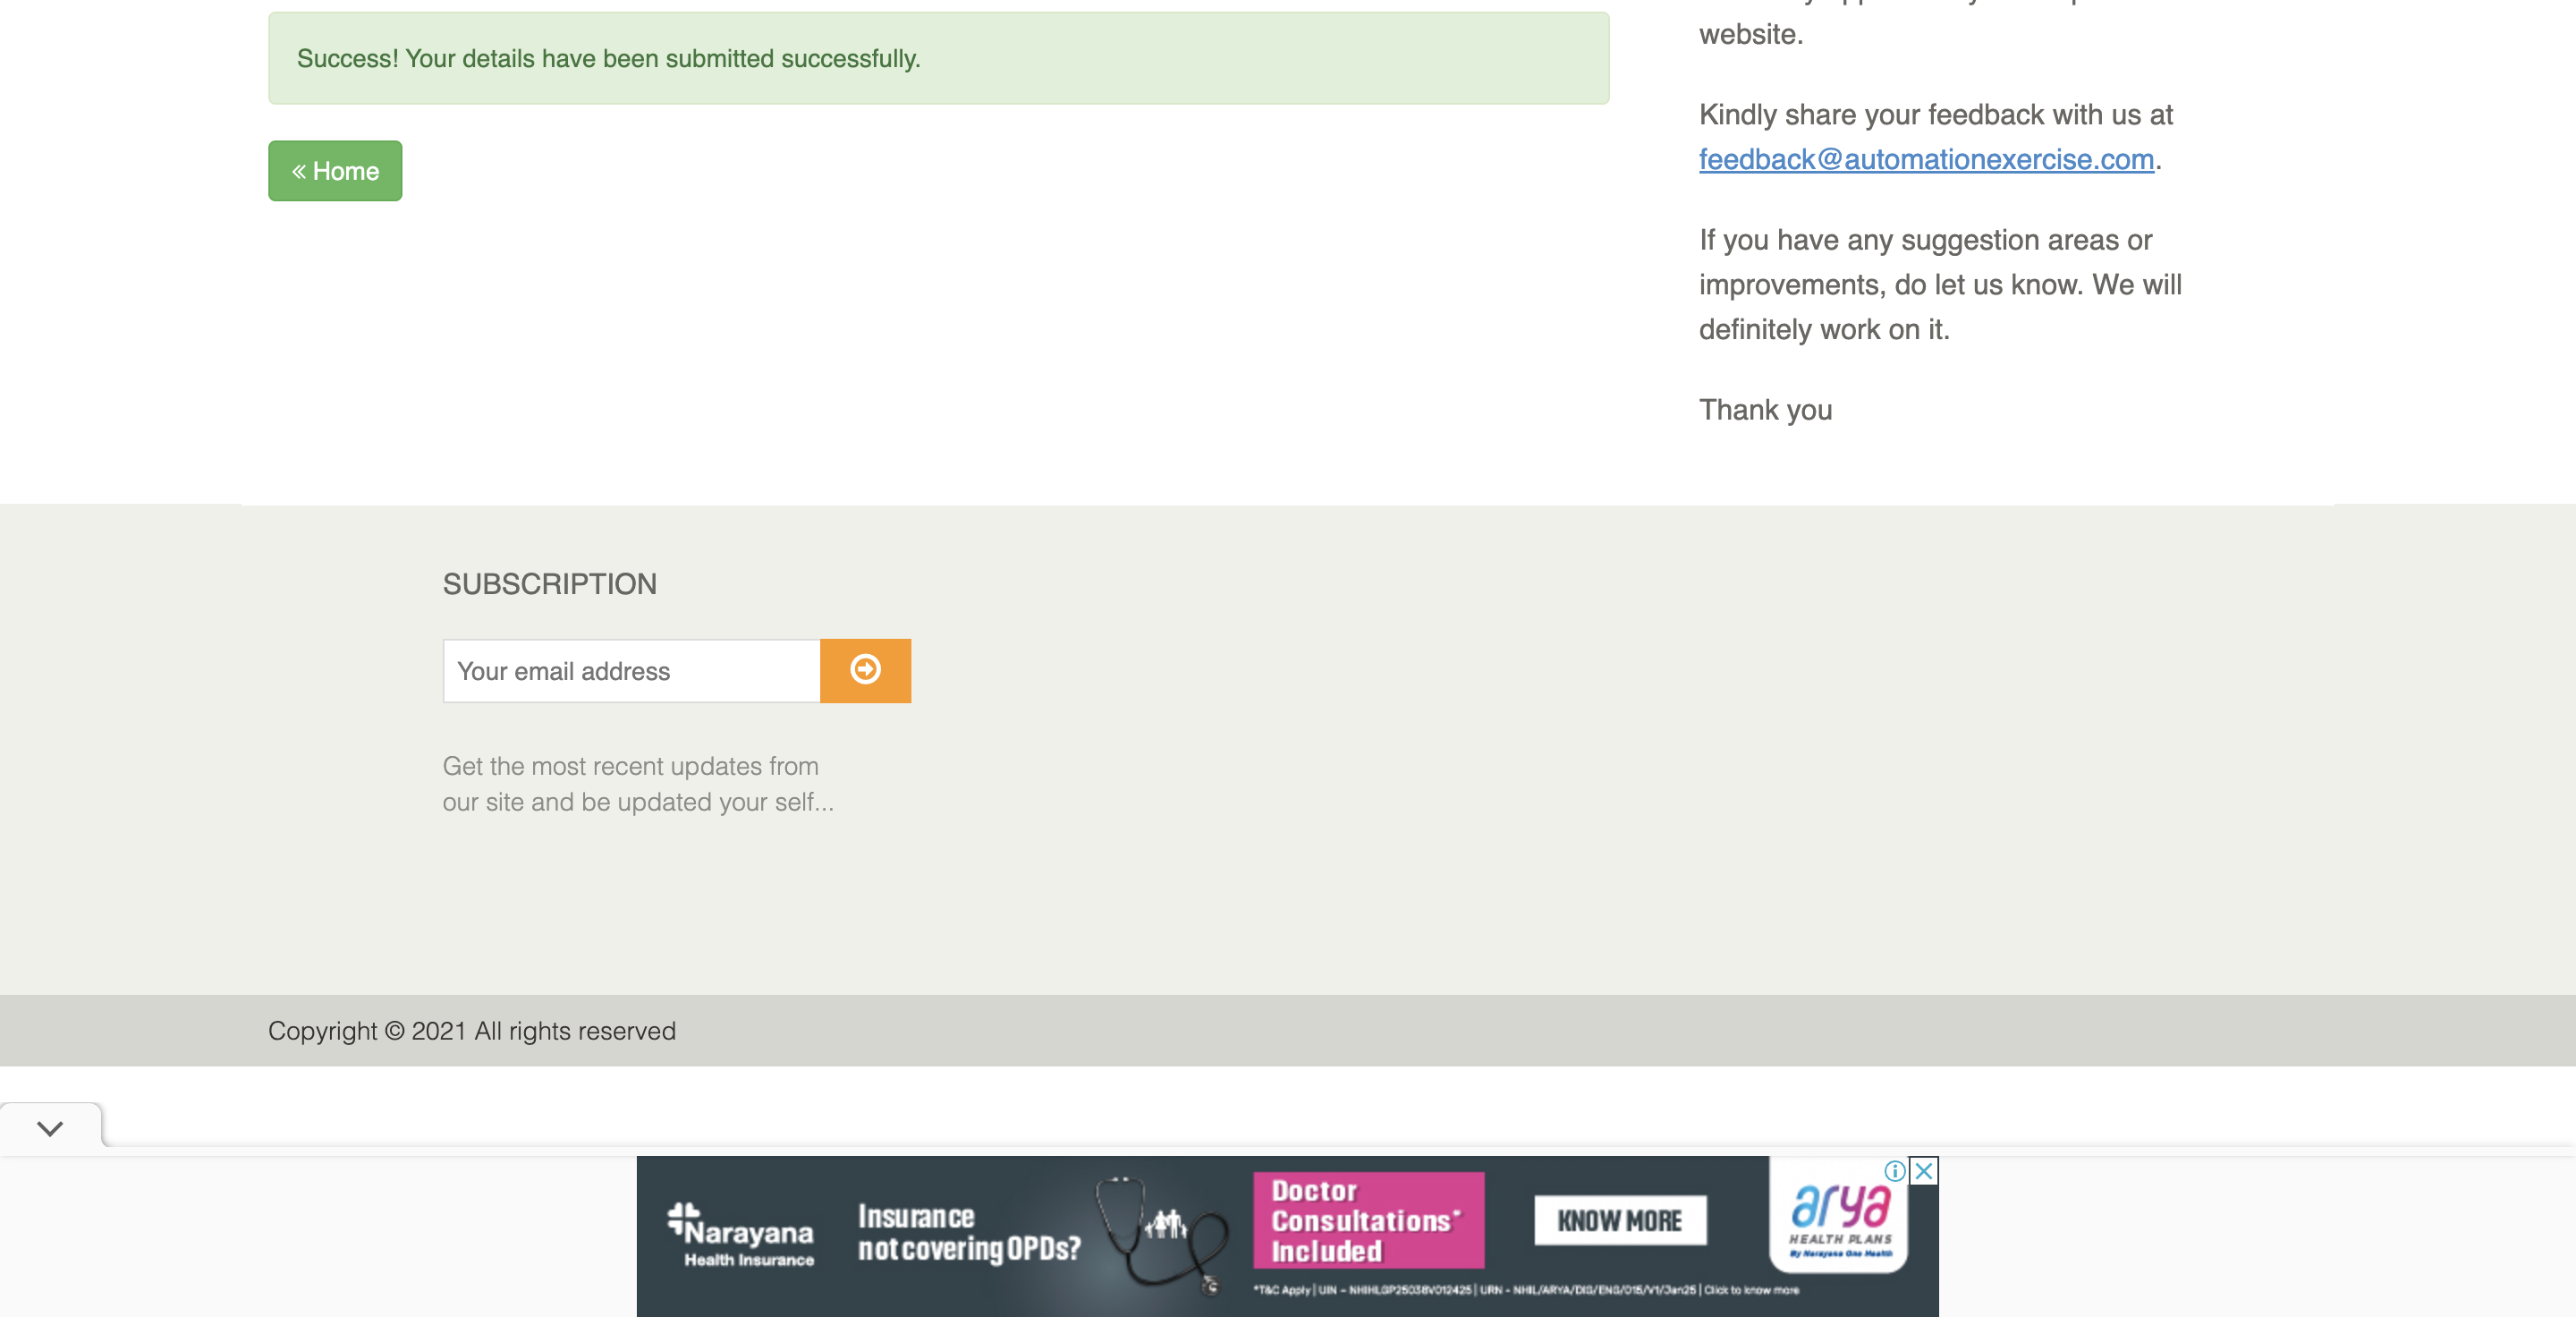 website.
Success! Your details have been submitted successfully.
« Home
Kindly share your feedback with us at
feedback@automationexercise.com.
If you have any suggestion areas or
improvements, do let us know. We will
definitely work on it.
Thank you
SUBSCRIPTION
Your email address
Get the most recent updates from
our site and be updated your self...
Copyright © 2021 All rights reserved
Narayana
Health Insurance
Insurance
not covering OPDs?
Doctor
Consultations*
Included
KNOW MORE
arya
HEALTH PLANS
By Narayana One Health
*T&C Apply | UIN – NHIHLGP25038V012425 | URN - NHIL/ARYA/DIG/ENG/015/V1/Jan25 | Click to know more